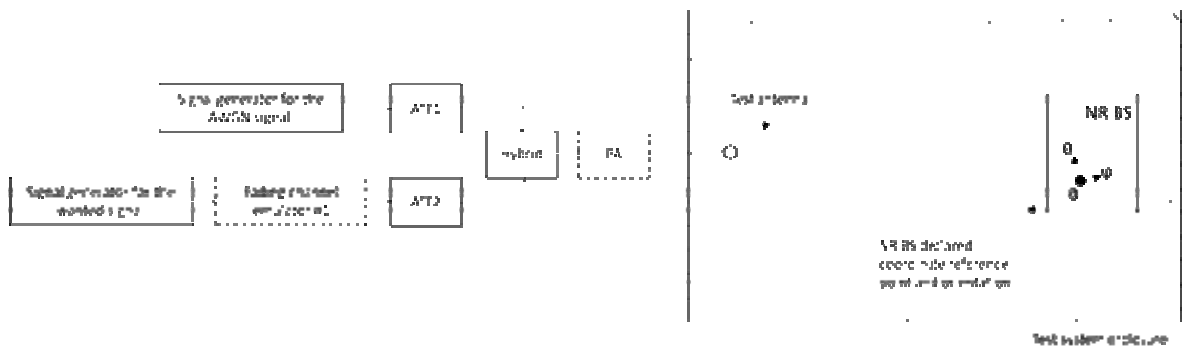 Signal generator for the
AWGN signal
ATT1
Test antenna
NR BS
Hybrid
PA
θ
φ
Signal generator for the
wanted signal
Fading channel
emulator
ATT2
0
NR BS declared
coordinate reference
point and orientation
Test system enclosure